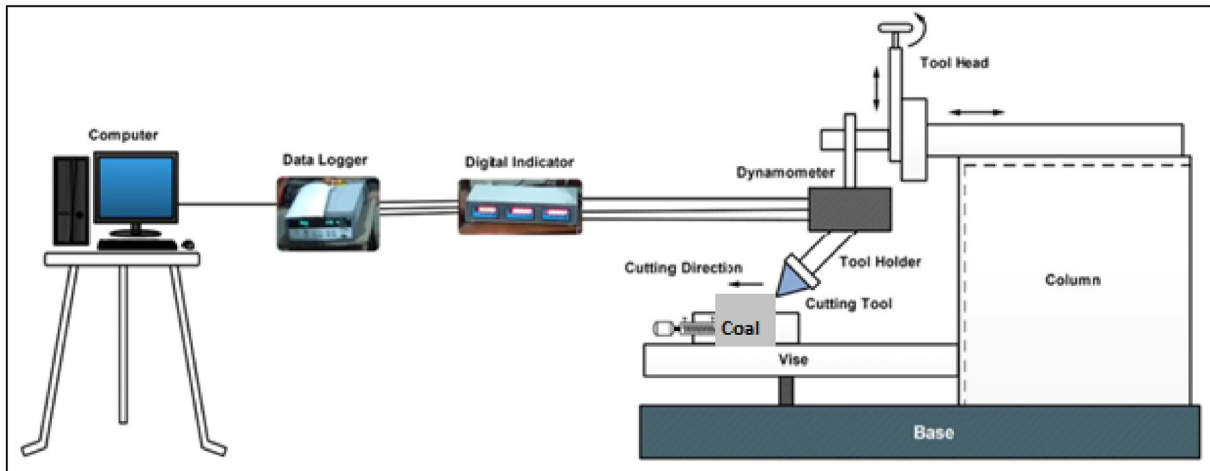 Computer
Data Logger
Digital Indicator
Tool Head
Dynamometer
Cutting Direction
Tool Holder
Cutting Tool
Coal
Vise
Column
Base